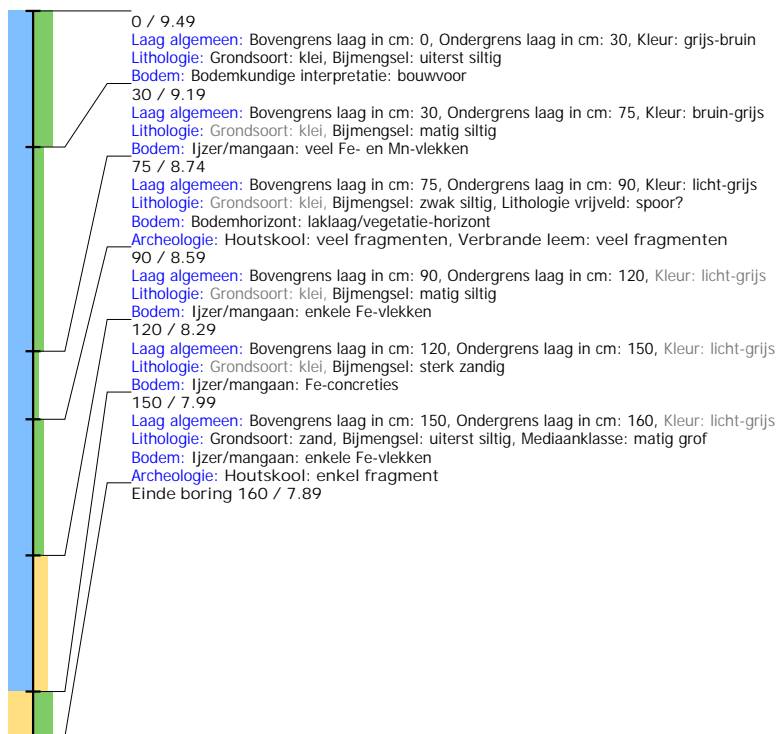 0 / 9.49
Laag algemeen: Bovengrens laag in cm: 0, Ondergrens laag in cm: 30, Kleur: grijs-bruin
Lithologie: Grondsoort: klei, Bijmengsel: uiterst siltig
Bodem: Bodemkundige interpretatie: bouwvoor
30 / 9.19
Laag algemeen: Bovengrens laag in cm: 30, Ondergrens laag in cm: 75, Kleur: bruin-grijs
Lithologie: Grondsoort: klei, Bijmengsel: matig siltig
Bodem: Ijzer/mangaan: veel Fe- en Mn-vlekken
75 / 8.74
Laag algemeen: Bovengrens laag in cm: 75, Ondergrens laag in cm: 90, Kleur: licht-grijs
Lithologie: Grondsoort: klei, Bijmengsel: zwak siltig, Lithologie vrijveld: spoor?
Bodem: Bodemhorizont: laklaag/vegetatie-horizont
Archeologie: Houtskool: veel fragmenten, Verbrande leem: veel fragmenten
90 / 8.59
Laag algemeen: Bovengrens laag in cm: 90, Ondergrens laag in cm: 120, Kleur: licht-grijs
Lithologie: Grondsoort: klei, Bijmengsel: matig siltig
Bodem: Ijzer/mangaan: enkele Fe-vlekken
120 / 8.29
Laag algemeen: Bovengrens laag in cm: 120, Ondergrens laag in cm: 150, Kleur: licht-grijs
Lithologie: Grondsoort: klei, Bijmengsel: sterk zandig
Bodem: Ijzer/mangaan: Fe-concreties
150 / 7.99
Laag algemeen: Bovengrens laag in cm: 150, Ondergrens laag in cm: 160, Kleur: licht-grijs
Lithologie: Grondsoort: zand, Bijmengsel: uiterst siltig, Mediaanklasse: matig grof
Bodem: Ijzer/mangaan: enkele Fe-vlekken
Archeologie: Houtskool: enkel fragment
Einde boring 160 / 7.89